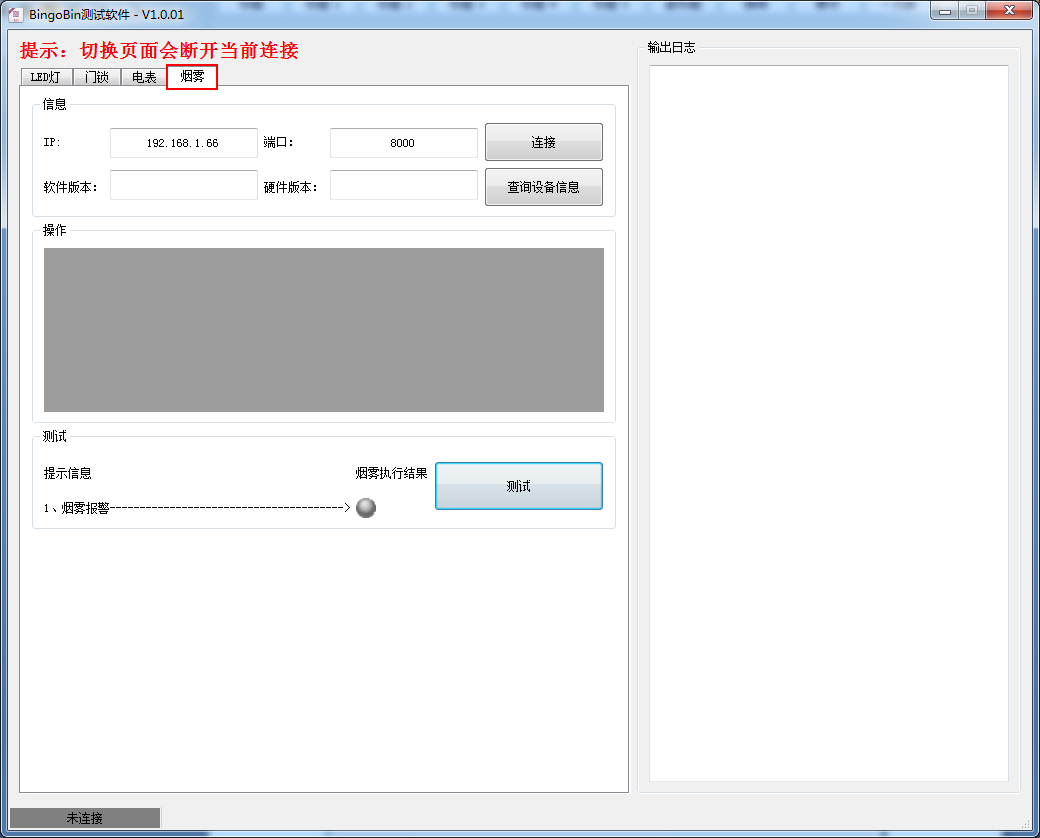 BingoBin测试软件 - V1.0.01
提示：切换页面会断开当前连接
LED灯 门锁 电表 烟雾
信息
IP: 192.168.1.66 端口: 8000 连接
软件版本: 硬件版本: 查询设备信息
操作
测试
提示信息 烟雾执行结果 测试
1、烟雾报警--------------------------------------->
输出日志
未连接